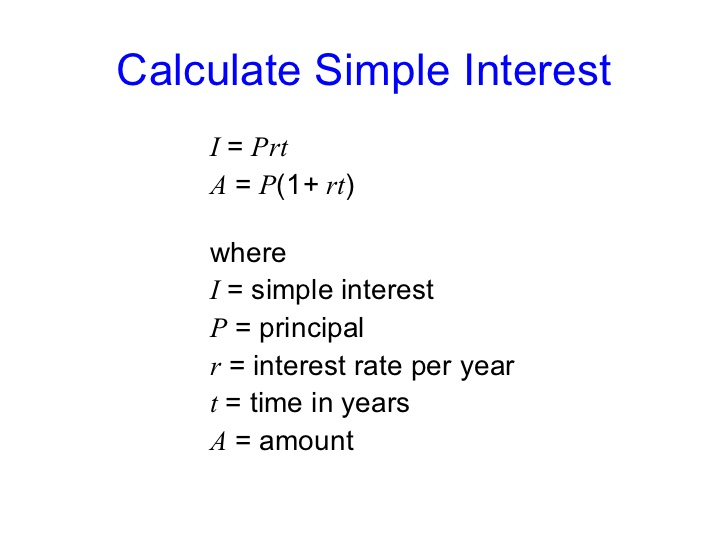 Calculate Simple Interest
I = Prt
A = P(1+ rt)
where
I = simple interest
P = principal
r = interest rate per year
t = time in years
A = amount